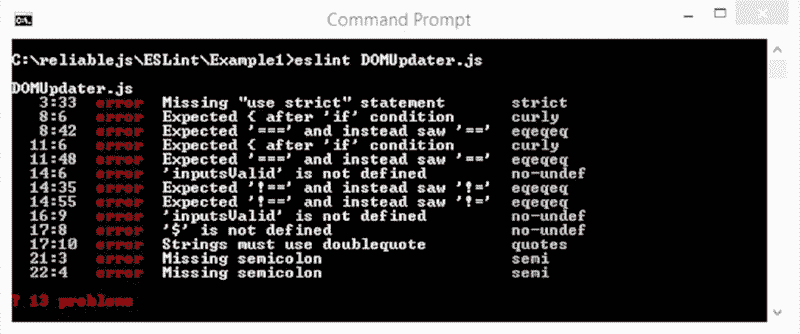 Command Prompt
C:\reliablejs\ESLint\Example1>eslint DOMUpdater.js
DOMUpdater.js
3:33 error Missing "use strict" statement strict
8:6 error Expected { after 'if' condition curly
8:42 error Expected '===' and instead saw '==' eqeqeq
11:6 error Expected { after 'if' condition curly
11:48 error Expected '===' and instead saw '==' eqeqeq
14:6 error 'inputsValid' is not defined no-undef
14:35 error Expected '!==' and instead saw '!=' eqeqeq
14:55 error Expected '!==' and instead saw '!=' eqeqeq
16:9 error 'inputsValid' is not defined no-undef
17:8 error '$' is not defined no-undef
17:10 error Strings must use doublequote quotes
21:3 error Missing semicolon semi
22:4 error Missing semicolon semi
? 13 problems